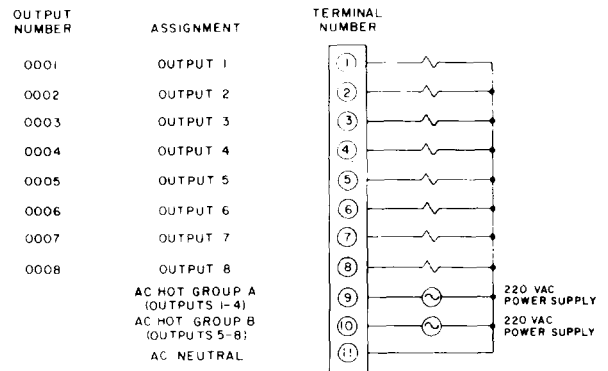 OUTPUT NUMBER ASSIGNMENT TERMINAL NUMBER
0001 OUTPUT 1 1
0002 OUTPUT 2 2
0003 OUTPUT 3 3
0004 OUTPUT 4 4
0005 OUTPUT 5 5
0006 OUTPUT 6 6
0007 OUTPUT 7 7
0008 OUTPUT 8 8
AC HOT GROUP A (OUTPUTS 1-4) 9 220 VAC POWER SUPPLY
AC HOT GROUP B (OUTPUTS 5-8) 10 220 VAC POWER SUPPLY
AC NEUTRAL 11